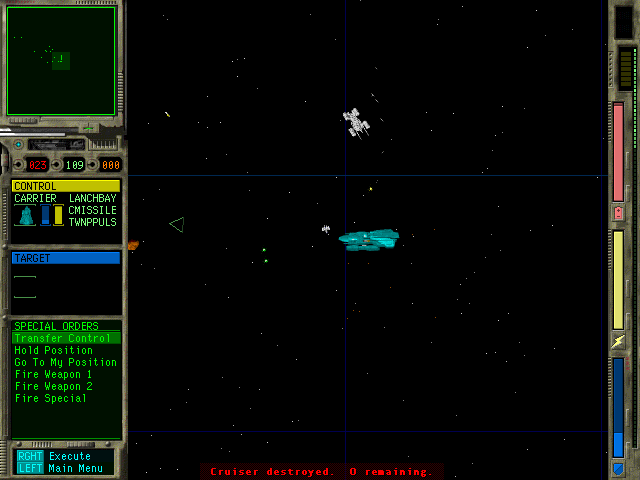 023 109 000
CONTROL
CARRIER LANCHBAY
CMISSILE
TWNPPULS
TARGET
SPECIAL ORDERS
Transfer Control
Hold Position
Go To My Position
Fire Weapon 1
Fire Weapon 2
Fire Special
RGHT Execute
LEFT Main Menu
Cruiser destroyed. 0 remaining.